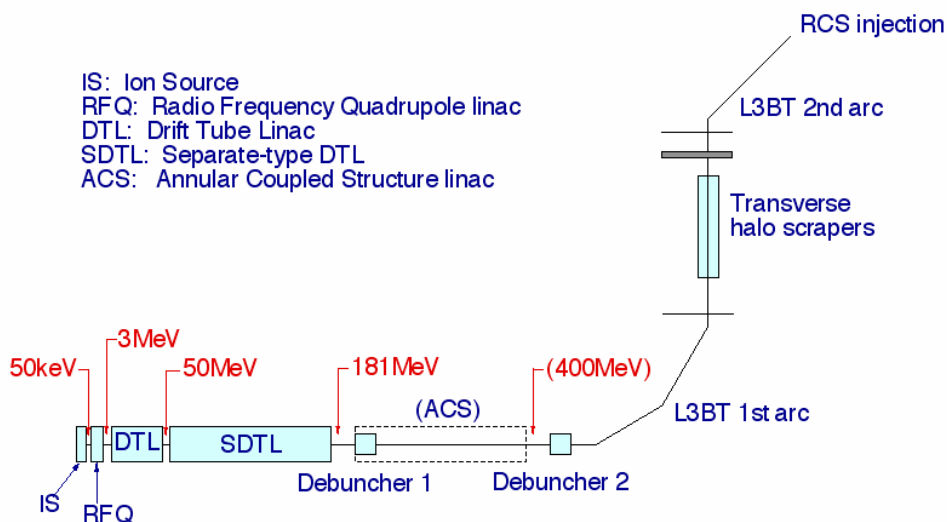 RCS injection
IS: Ion Source
RFQ: Radio Frequency Quadrupole linac
DTL: Drift Tube Linac
SDTL: Separate-type DTL
ACS: Annular Coupled Structure linac
L3BT 2nd arc
Transverse
halo scrapers
3MeV
50keV
50MeV
181MeV
(400MeV)
(ACS)
L3BT 1st arc
DTL
SDTL
Debuncher 1
Debuncher 2
IS
RFQ